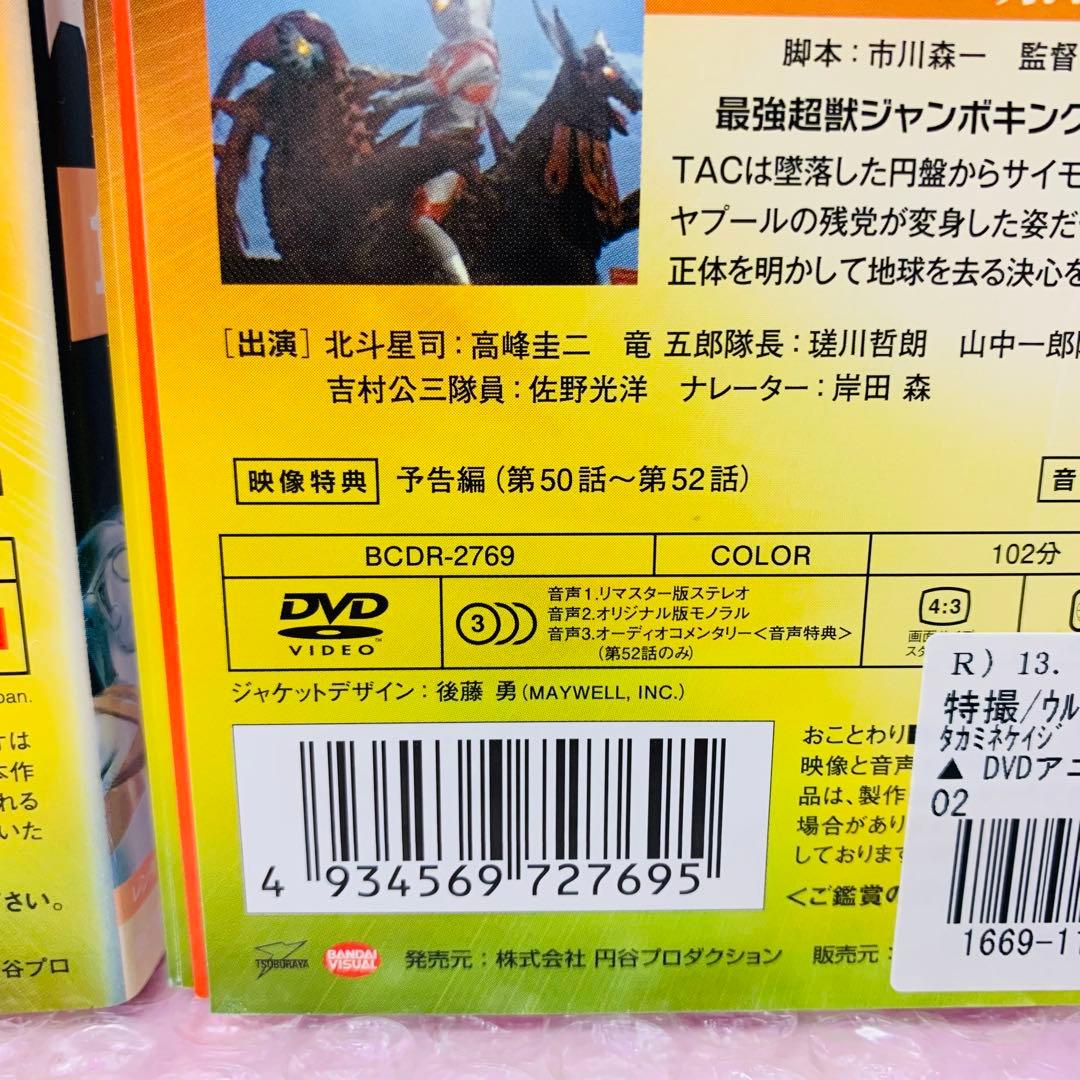 脚本：市川森一　監督
最強超獣ジャンボキング
TACは墜落した円盤からサイモ
ヤプールの残党が変身した姿だ
正体を明かして地球を去る決心を
［出演］北斗星司：高峰圭二　竜 五郎隊長：瑳川哲朗　山中一郎隊
吉村公三隊員：佐野光洋　ナレーター：岸田 森
映像特典 予告編（第50話～第52話） 音
BCDR-2769 COLOR 102分
DVD VIDEO
3
音声1.リマスター版ステレオ
音声2.オリジナル版モノラル
音声3.オーディオコメンタリー＜音声特典＞
（第52話のみ）
4:3
ジャケットデザイン：後藤 勇（MAYWELL, INC.）
おことわり
映像と音声
品は、製作
場合があり
しております
＜ご鑑賞の
4 934569 727695
TSUBURAYA
BANDAI VISUAL
発売元：株式会社 円谷プロダクション　販売元：
R) 13.
特撮/ウル
タカミネケイジ
▲ DVDアニ
02
1669-17
pan.
は
本作
れる
いた
さい。
谷プロ